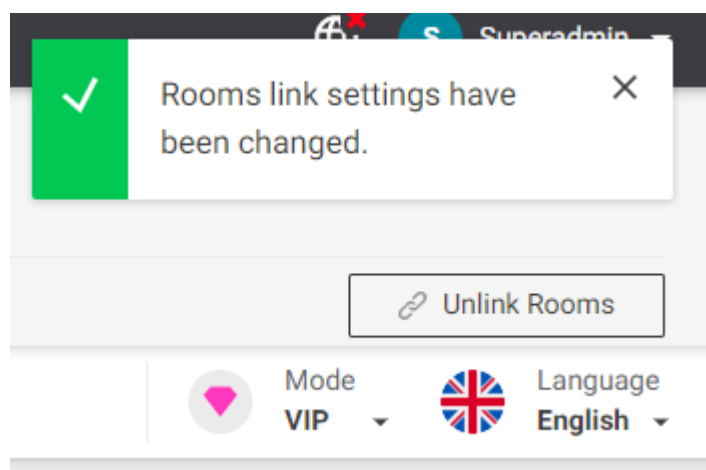 S Superadmin
Rooms link settings have
been changed.
Unlink Rooms
Mode
VIP
Language
English